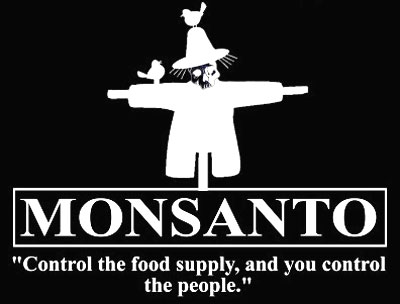 MONSANTO
"Control the food supply, and you control
the people."